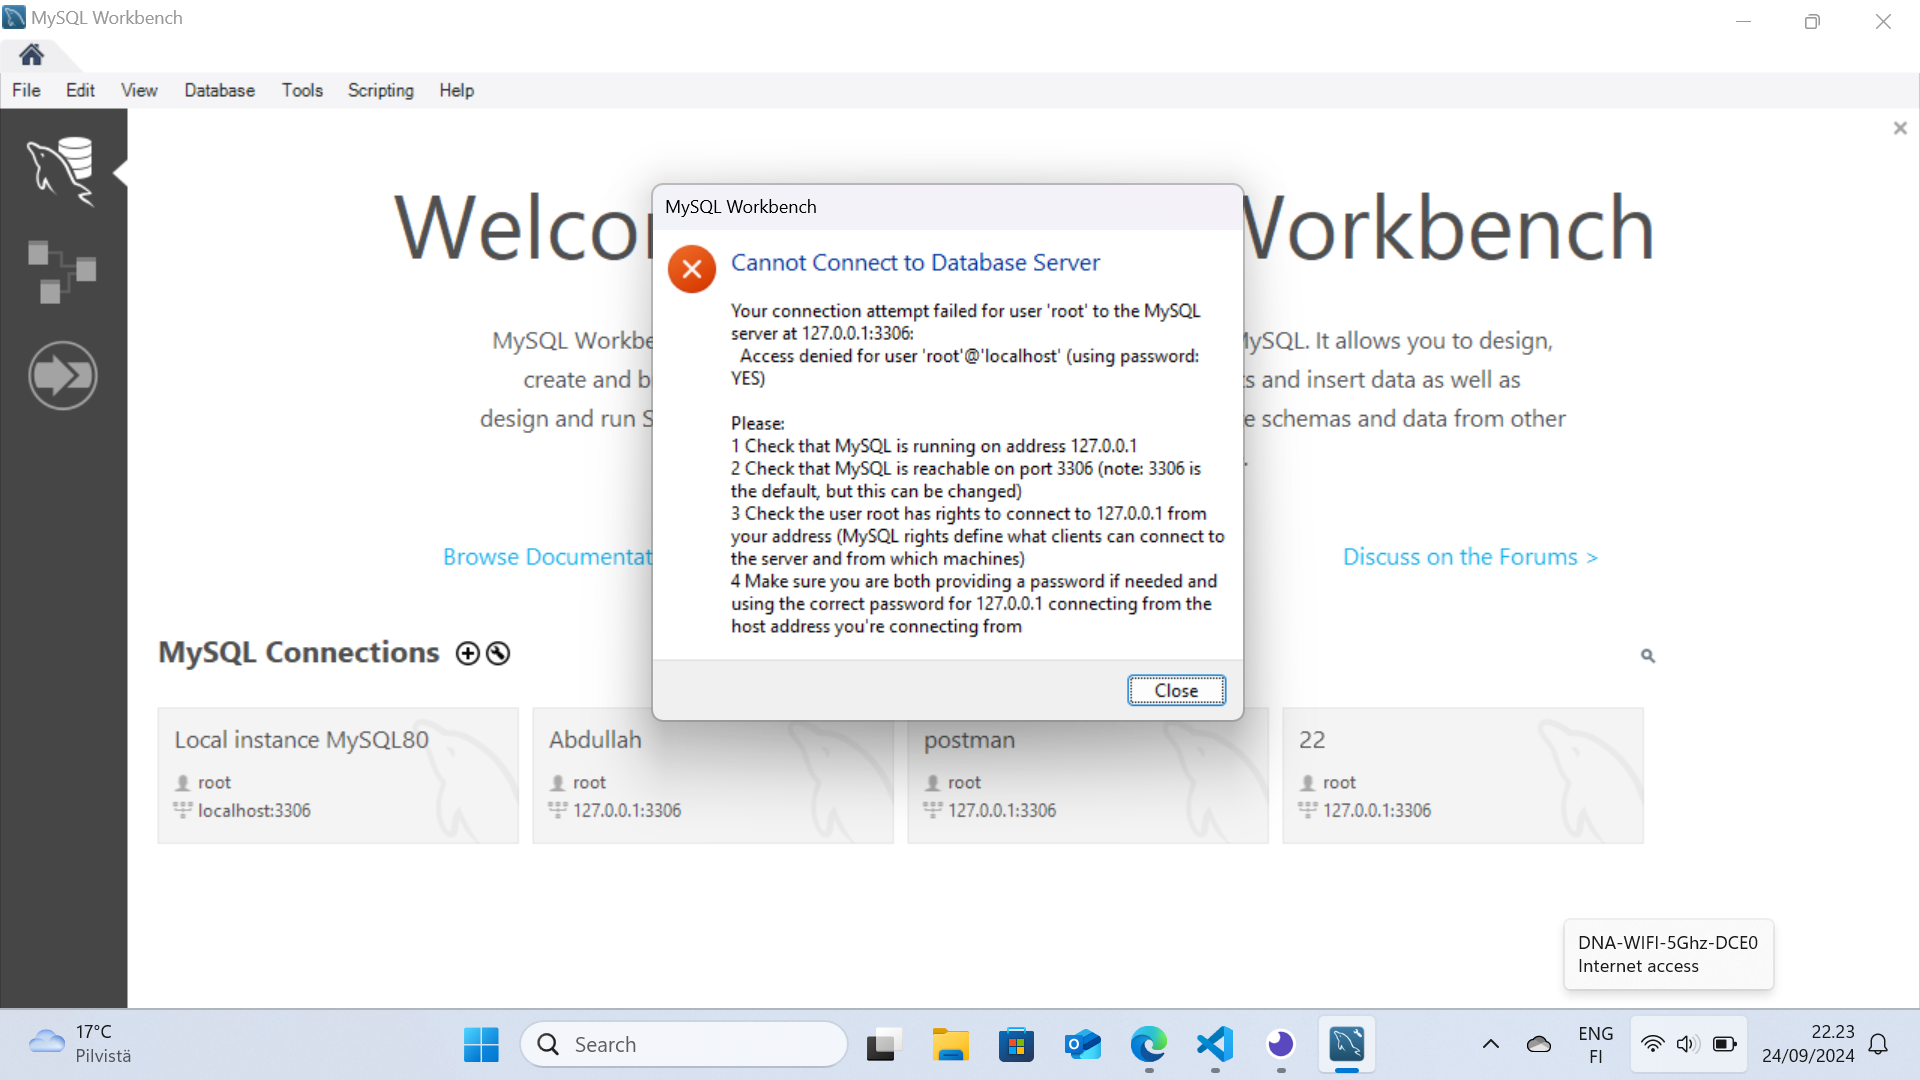 MySQL Workbench
File Edit View Database Tools Scripting Help
Welco
Workbench
MySQL Workbench
Cannot Connect to Database Server
Your connection attempt failed for user 'root' to the MySQL
server at 127.0.0.1:3306:
Access denied for user 'root'@'localhost' (using password:
YES)
Please:
1 Check that MySQL is running on address 127.0.0.1
2 Check that MySQL is reachable on port 3306 (note: 3306 is
the default, but this can be changed)
3 Check the user root has rights to connect to 127.0.0.1 from
your address (MySQL rights define what clients can connect to
the server and from which machines)
4 Make sure you are both providing a password if needed and
using the correct password for 127.0.0.1 connecting from the
host address you're connecting from
Close
MySQL Workbe
ySQL. It allows you to design,
create and b
s and insert data as well as
design and run S
e schemas and data from other
.
Browse Documentat
Discuss on the Forums >
MySQL Connections
Local instance MySQL80
root
localhost:3306
Abdullah
root
127.0.0.1:3306
postman
root
127.0.0.1:3306
22
root
127.0.0.1:3306
DNA-WIFI-5Ghz-DCE0
Internet access
17°C
Pilvistä
Search
ENG
FI
22.23
24/09/2024